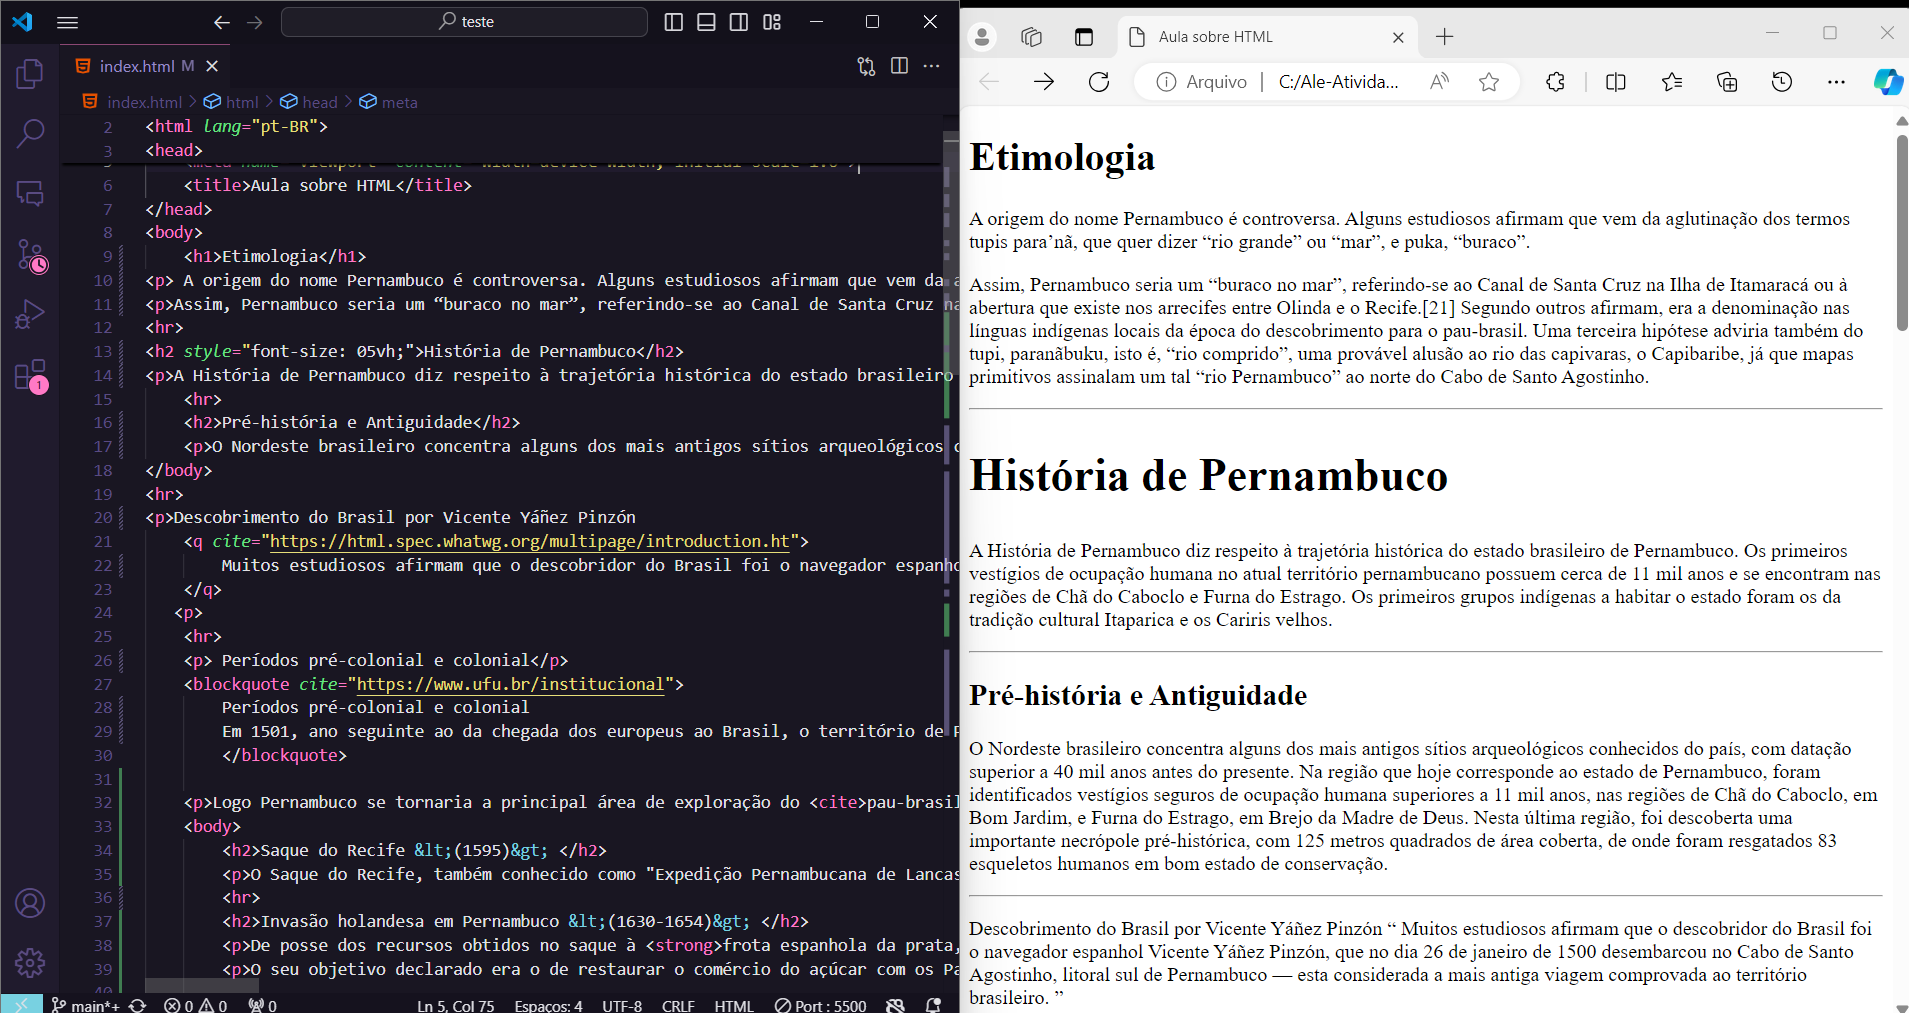 teste
index.html M
index.html > html > head > meta
2 <html lang="pt-BR">
3 <head>
6 <title>Aula sobre HTML</title>
7 </head>
8 <body>
9 <h1>Etimologia</h1>
10 <p> A origem do nome Pernambuco é controversa. Alguns estudiosos afirmam que vem da a
11 <p>Assim, Pernambuco seria um “buraco no mar”, referindo-se ao Canal de Santa Cruz na
12 <hr>
13 <h2 style="font-size: 05vh;">História de Pernambuco</h2>
14 <p>A História de Pernambuco diz respeito à trajetória histórica do estado brasileiro
15 <hr>
16 <h2>Pré-história e Antiguidade</h2>
17 <p>O Nordeste brasileiro concentra alguns dos mais antigos sítios arqueológicos c
18 </body>
19 <hr>
20 <p>Descobrimento do Brasil por Vicente Yáñez Pinzón
21 <q cite="https://html.spec.whatwg.org/multipage/introduction.ht">
22 Muitos estudiosos afirmam que o descobridor do Brasil foi o navegador espanho
23 </q>
24 <p>
25 <hr>
26 <p> Períodos pré-colonial e colonial</p>
27 <blockquote cite="https://www.ufu.br/institucional">
28 Períodos pré-colonial e colonial
29 Em 1501, ano seguinte ao da chegada dos europeus ao Brasil, o território de P
30 </blockquote>
31
32 <p>Logo Pernambuco se tornaria a principal área de exploração do <cite>pau-brasil
33 <body>
34 <h2>Saque do Recife &lt;(1595)&gt; </h2>
35 <p>O Saque do Recife, também conhecido como "Expedição Pernambucana de Lancas
36 <hr>
37 <h2>Invasão holandesa em Pernambuco &lt;(1630-1654)&gt; </h2>
38 <p>De posse dos recursos obtidos no saque à <strong>frota espanhola da prata,
39 <p>O seu objetivo declarado era o de restaurar o comércio do açúcar com os Pa
40
1
main*+ 0 0 0 Ln 5, Col 75 Espaços: 4 UTF-8 CRLF HTML Port : 5500
Aula sobre HTML
Arquivo | C:/Ale-Ativida...
Etimologia
A origem do nome Pernambuco é controversa. Alguns estudiosos afirmam que vem da aglutinação dos termos
tupis para’nã, que quer dizer “rio grande” ou “mar”, e puka, “buraco”.
Assim, Pernambuco seria um “buraco no mar”, referindo-se ao Canal de Santa Cruz na Ilha de Itamaracá ou à
abertura que existe nos arrecifes entre Olinda e o Recife.[21] Segundo outros afirmam, era a denominação nas
línguas indígenas locais da época do descobrimento para o pau-brasil. Uma terceira hipótese adviria também do
tupi, paranãbuku, isto é, “rio comprido”, uma provável alusão ao rio das capivaras, o Capibaribe, já que mapas
primitivos assinalam um tal “rio Pernambuco” ao norte do Cabo de Santo Agostinho.
História de Pernambuco
A História de Pernambuco diz respeito à trajetória histórica do estado brasileiro de Pernambuco. Os primeiros
vestígios de ocupação humana no atual território pernambucano possuem cerca de 11 mil anos e se encontram nas
regiões de Chã do Caboclo e Furna do Estrago. Os primeiros grupos indígenas a habitar o estado foram os da
tradição cultural Itaparica e os Cariris velhos.
Pré-história e Antiguidade
O Nordeste brasileiro concentra alguns dos mais antigos sítios arqueológicos conhecidos do país, com datação
superior a 40 mil anos antes do presente. Na região que hoje corresponde ao estado de Pernambuco, foram
identificados vestígios seguros de ocupação humana superiores a 11 mil anos, nas regiões de Chã do Caboclo, em
Bom Jardim, e Furna do Estrago, em Brejo da Madre de Deus. Nesta última região, foi descoberta uma
importante necrópole pré-histórica, com 125 metros quadrados de área coberta, de onde foram resgatados 83
esqueletos humanos em bom estado de conservação.
Descobrimento do Brasil por Vicente Yáñez Pinzón “ Muitos estudiosos afirmam que o descobridor do Brasil foi
o navegador espanhol Vicente Yáñez Pinzón, que no dia 26 de janeiro de 1500 desembarcou no Cabo de Santo
Agostinho, litoral sul de Pernambuco — esta considerada a mais antiga viagem comprovada ao território
brasileiro. ”